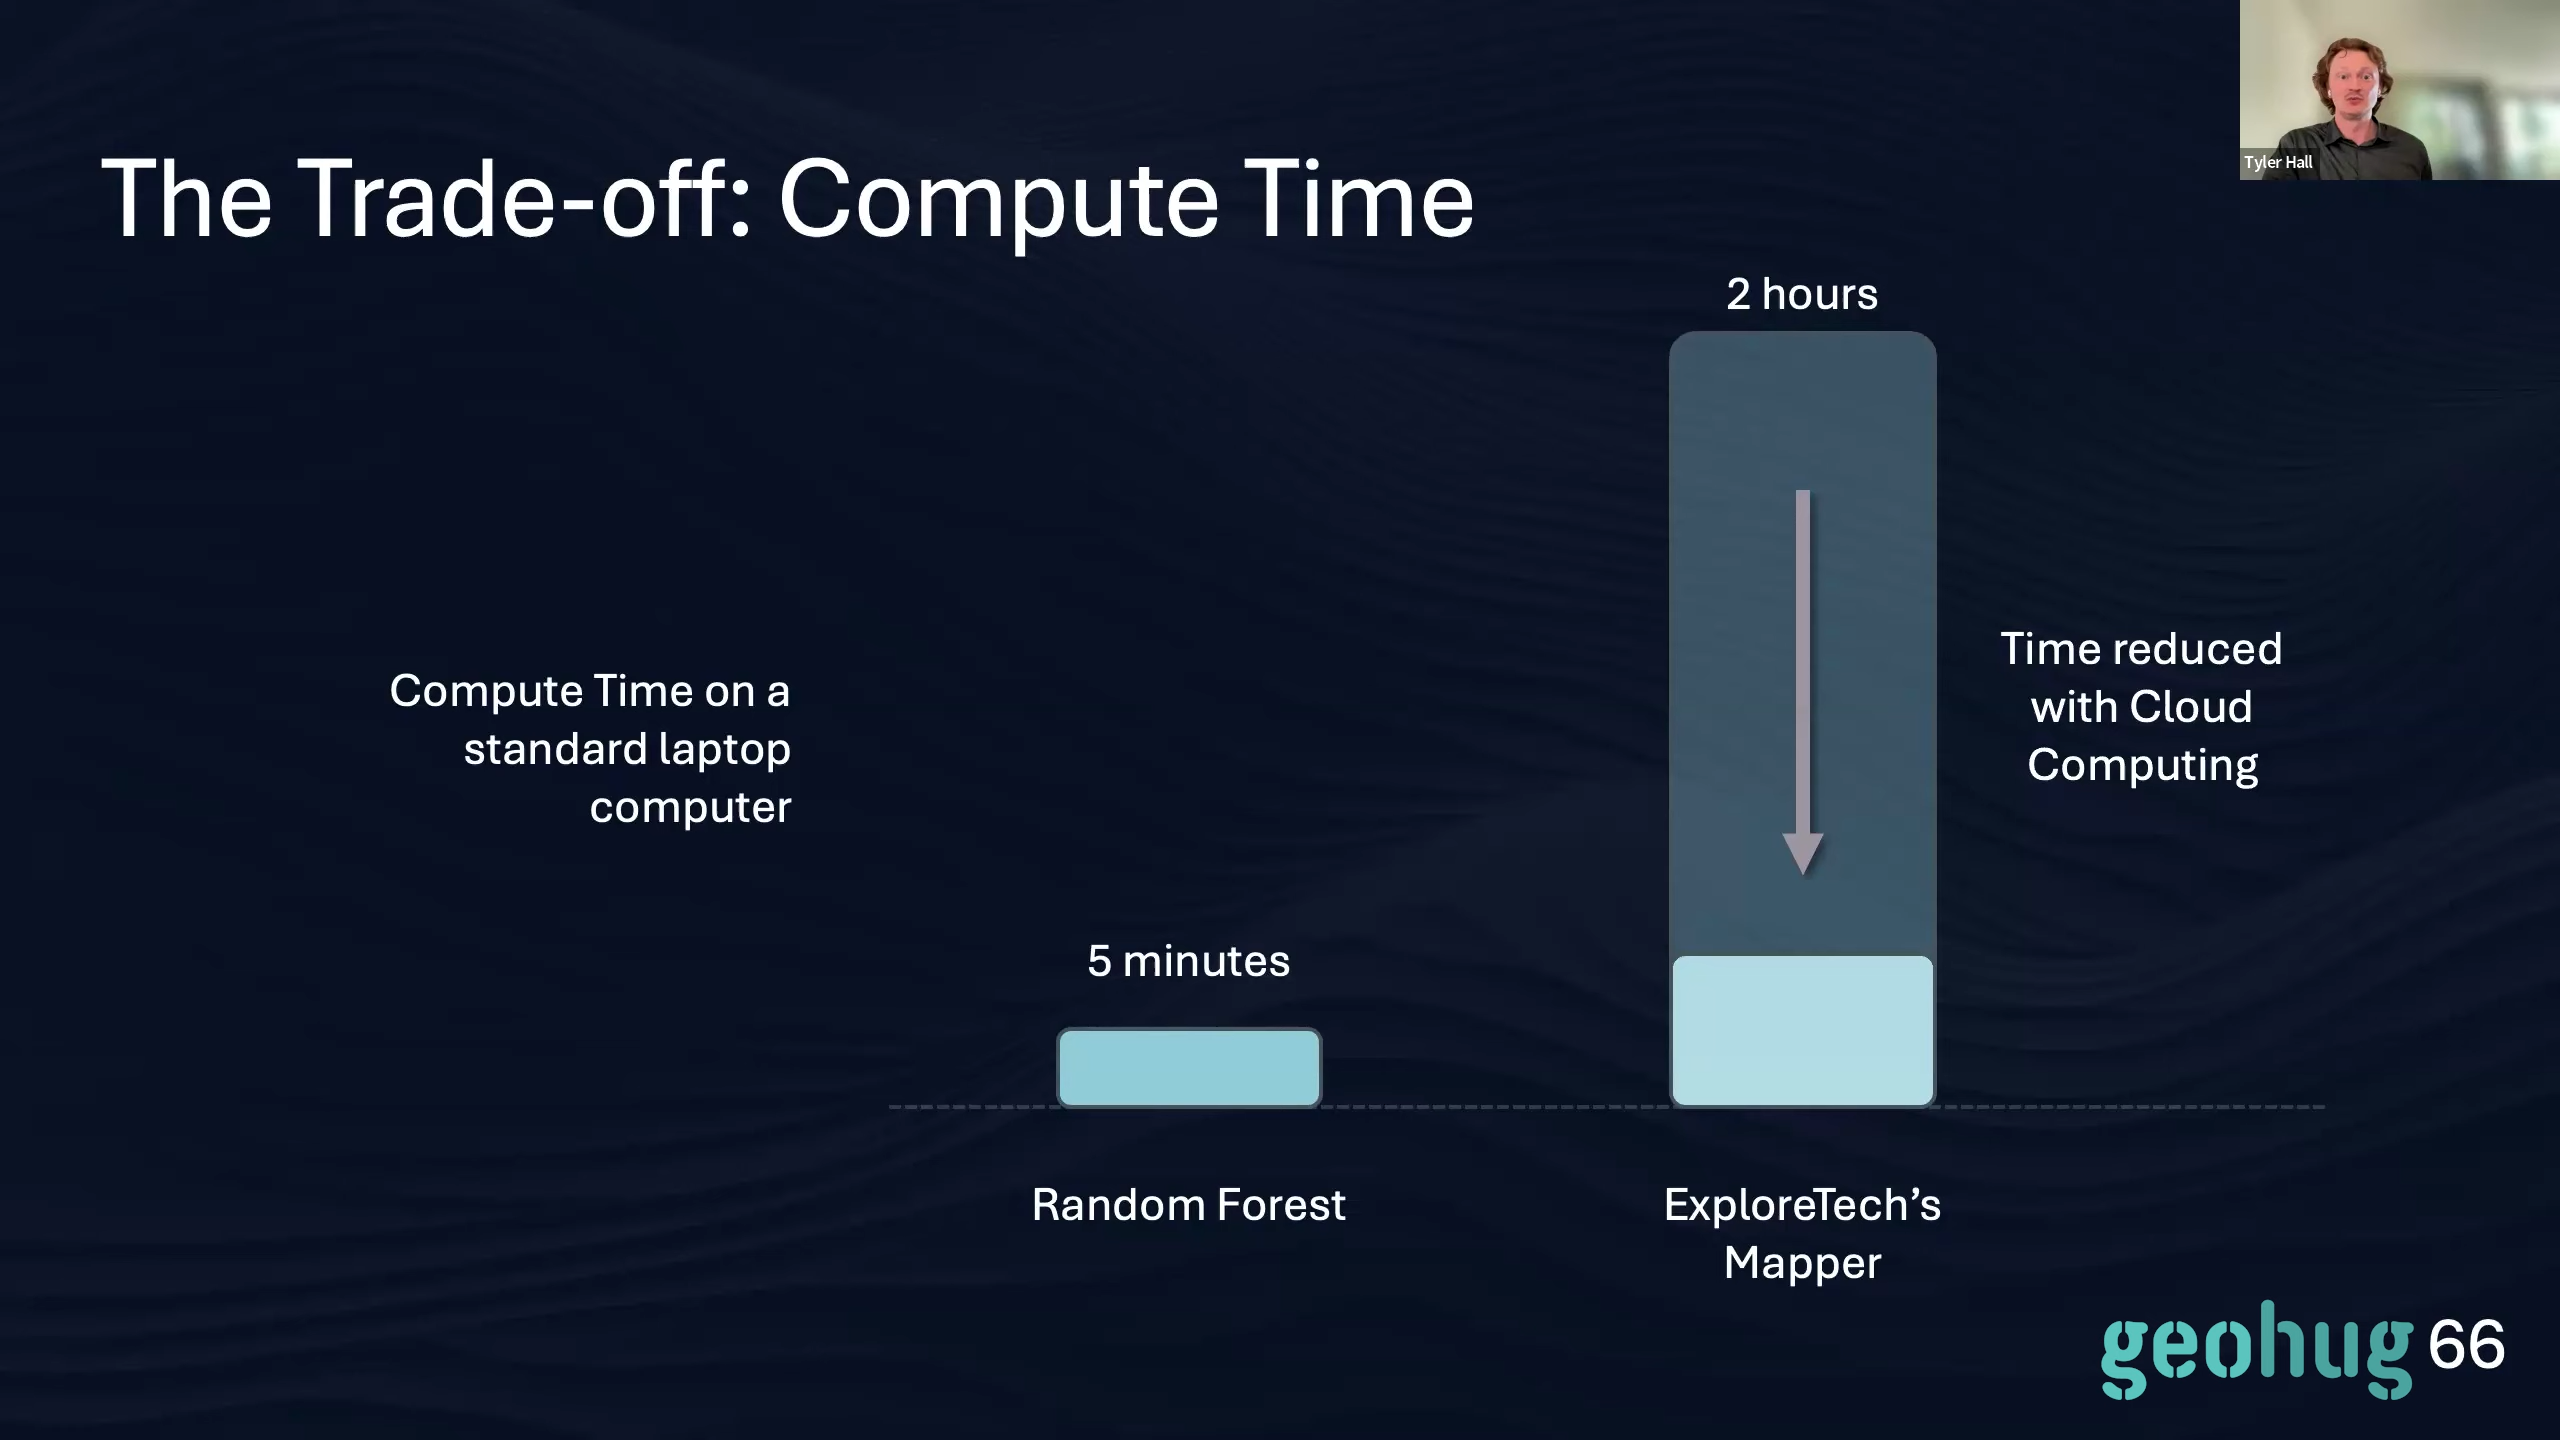 Tyler Hall
The Trade-off: Compute Time
2 hours
Compute Time on a
standard laptop
computer
Time reduced
with Cloud
Computing
5 minutes
Random Forest
ExploreTech’s
Mapper
geohug 66